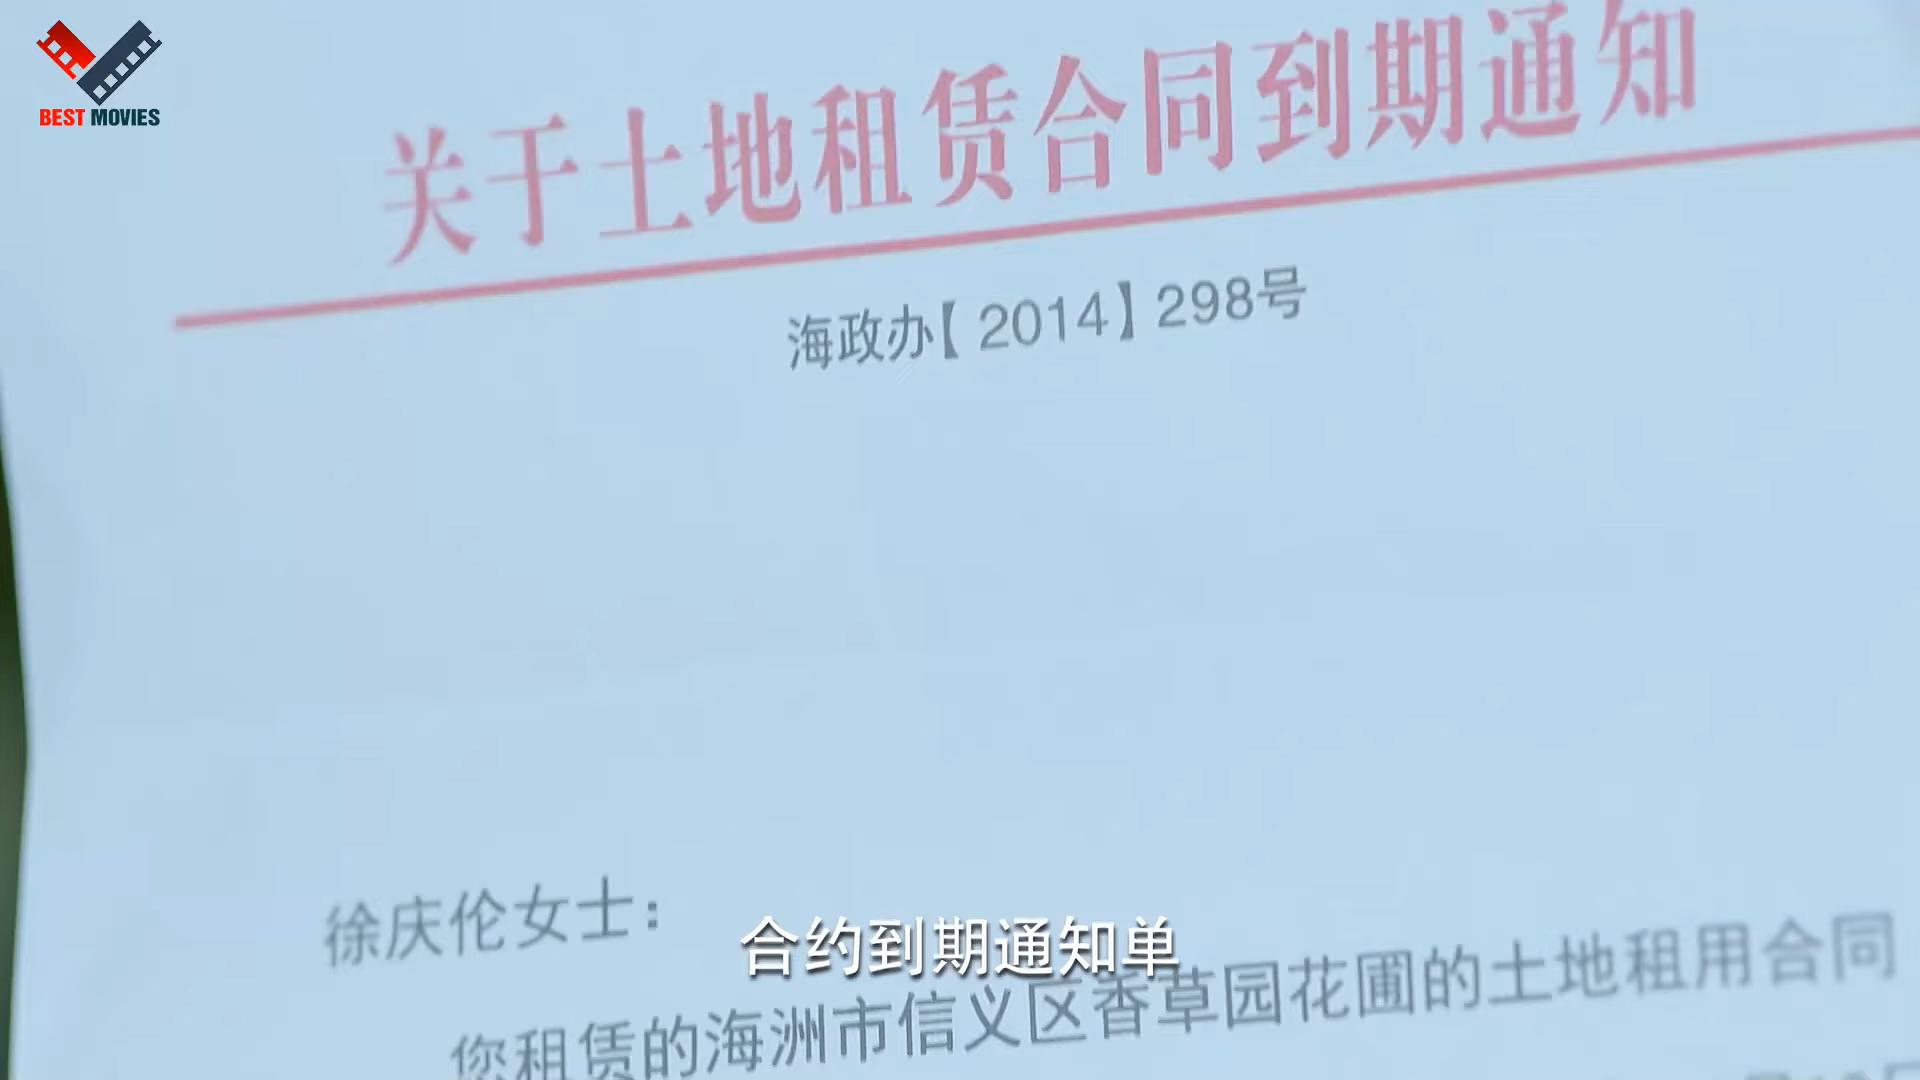 BEST MOVIES
关于土地租赁合同到期通知
海政办【2014】298号
徐庆伦女士：
合约到期通知单
您租赁的海洲市信义区香草园花圃的土地租用合同